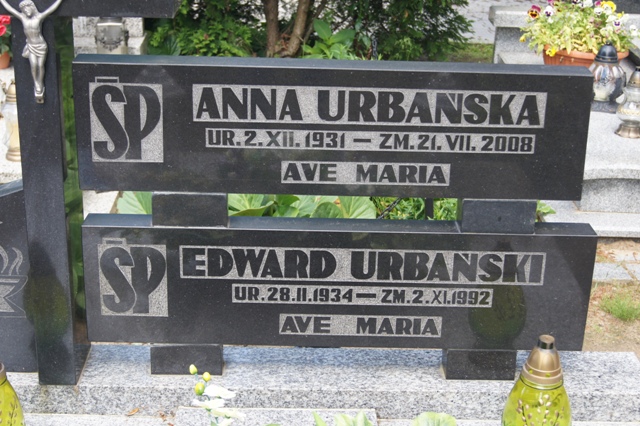 ŚP ANNA URBAŃSKA
UR. 2. XII. 1931 — ZM. 21. VII. 2008
AVE MARIA
ŚP EDWARD URBAŃSKI
UR. 28. II. 1934 — ZM. 2. XI. 1992
AVE MARIA